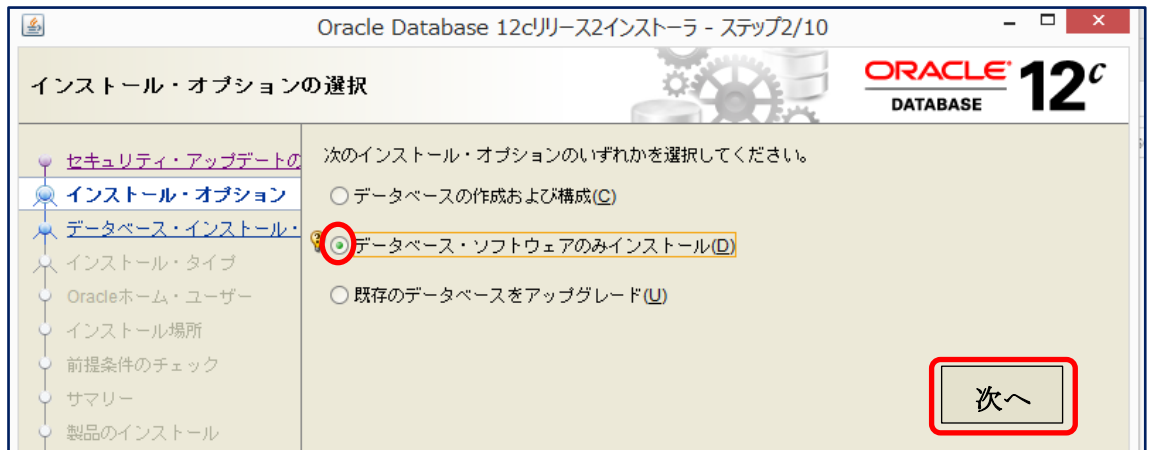 Oracle Database 12cリリース2インストーラ - ステップ2/10
インストール・オプションの選択
ORACLE
DATABASE
12c
セキュリティ・アップデートの
インストール・オプション
データベース・インストール・
インストール・タイプ
Oracleホーム・ユーザー
インストール場所
前提条件のチェック
サマリー
製品のインストール
次のインストール・オプションのいずれかを選択してください。
データベースの作成および構成(C)
データベース・ソフトウェアのみインストール(D)
既存のデータベースをアップグレード(U)
次へ